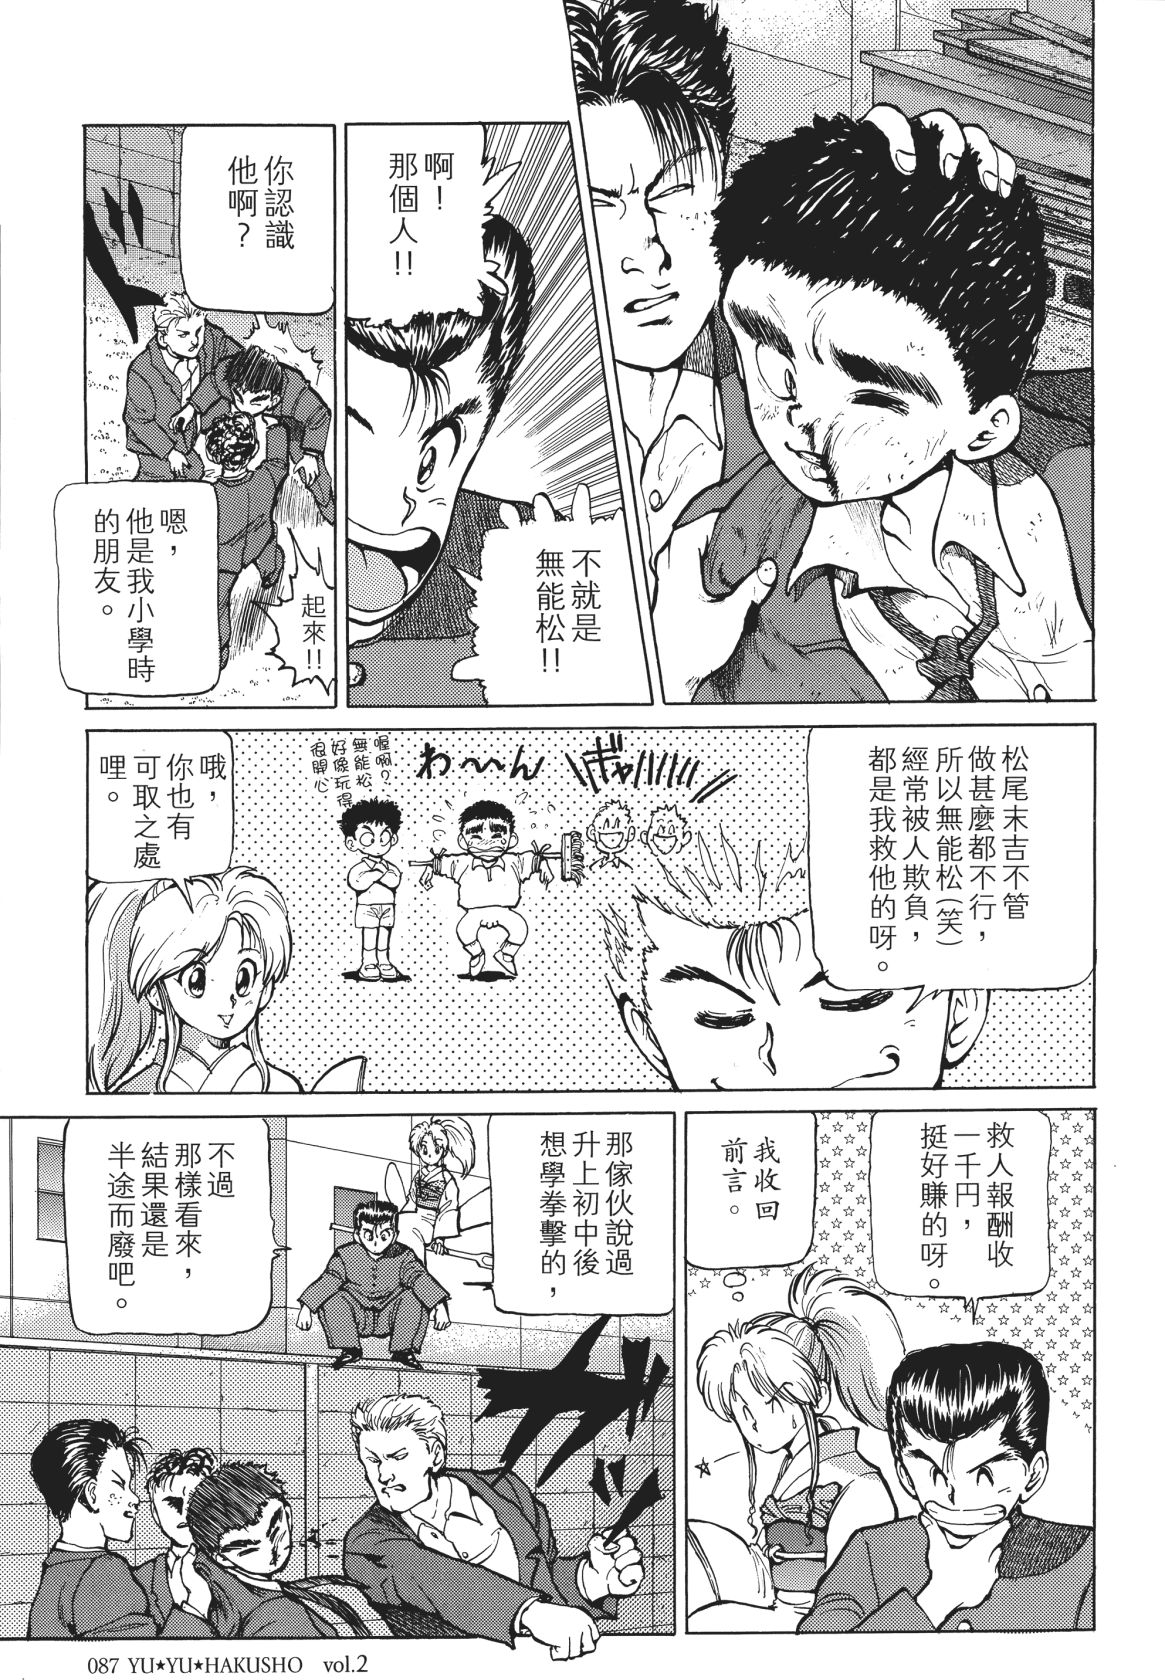 啊！
那個人!!
不就是
無能松!!
你認識
他啊？
起來!!
嗯，
他是我小學時
的朋友。
松尾末吉不管
做甚麼都不行，
所以無能松(笑)
經常被人欺負，
都是我救他的呀。
ギャ
わ〜〜ん
喔啊？
無能松
好像玩得
很開心
哦，
你也有
可取之處
哩。
救人報酬收
一千円，
挺好賺的呀。
我收回
前言。
那傢伙說過
升上初中後
想學拳擊的，
不過
那樣看來，
結果還是
半途而廢吧。
087 YU★YU★HAKUSHO vol.2